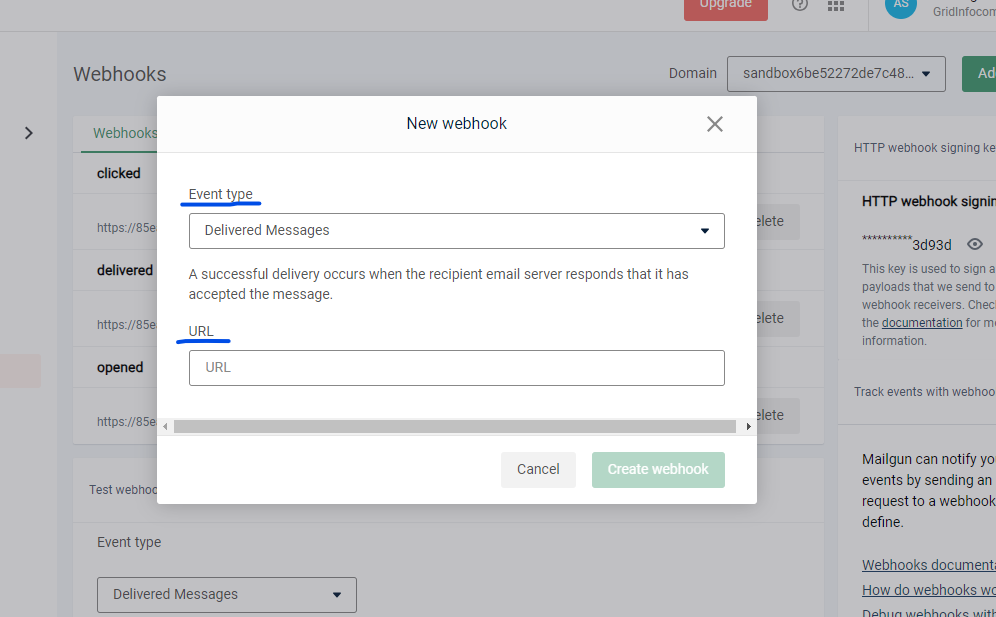 Upgrade
AS
GridInfocom
Webhooks
Domain
sandbox6be52272de7c48...
Ad
New webhook
Webhooks
HTTP webhook signing ke
clicked
Event type
HTTP webhook signin
https://85e
Delivered Messages
elete
**********3d93d
delivered
A successful delivery occurs when the recipient email server responds that it has
accepted the message.
This key is used to sign a
payloads that we send to
webhook receivers. Chec
the documentation for mo
information.
https://85e
URL
elete
opened
URL
Track events with webhoo
https://85e
elete
Cancel
Create webhook
Mailgun can notify you
events by sending an
request to a webhook
define.
Test webhoo
Event type
Webhooks documenta
How do webhooks wo
Delivered Messages
Debug webhooks with